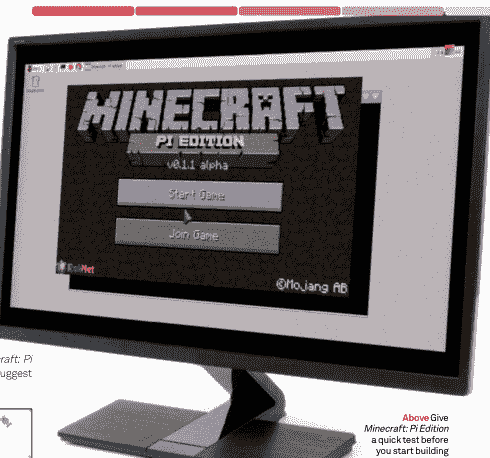 MINECRAFT
PI EDITION
v0.1.1 alpha
Start Game
Join Game
RakNet
©Mojang AB
raft: Pi
uggest
Above Give
Minecraft: Pi Edition
a quick test before
you start building